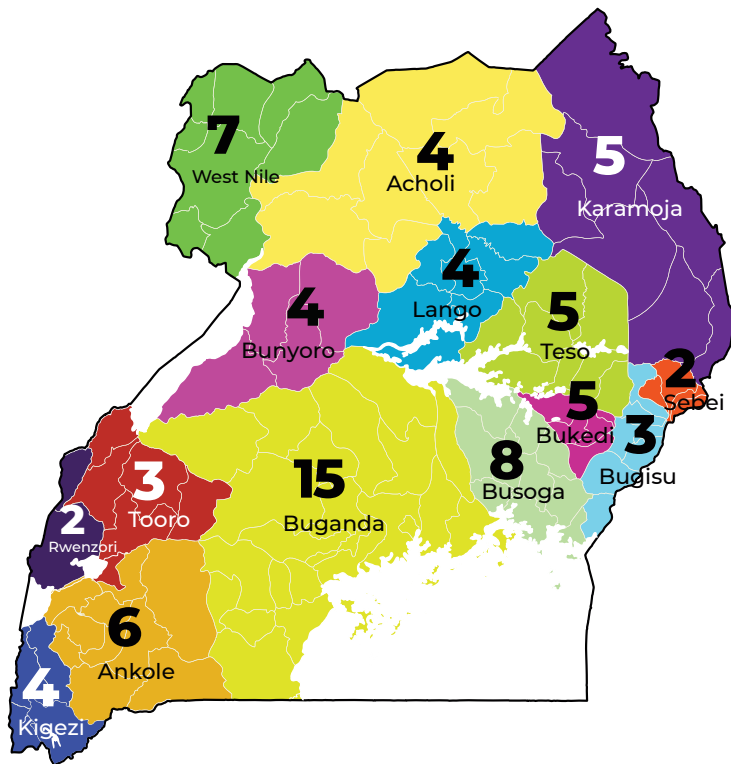 7
West Nile
4
Acholi
5
Karamoja
4
Lango
4
Bunyoro
5
Teso
2
Sebei
5
Bukedi
3
Bugisu
8
Busoga
15
Buganda
3
Tooro
2
Rwenzori
6
Ankole
4
Kigezi